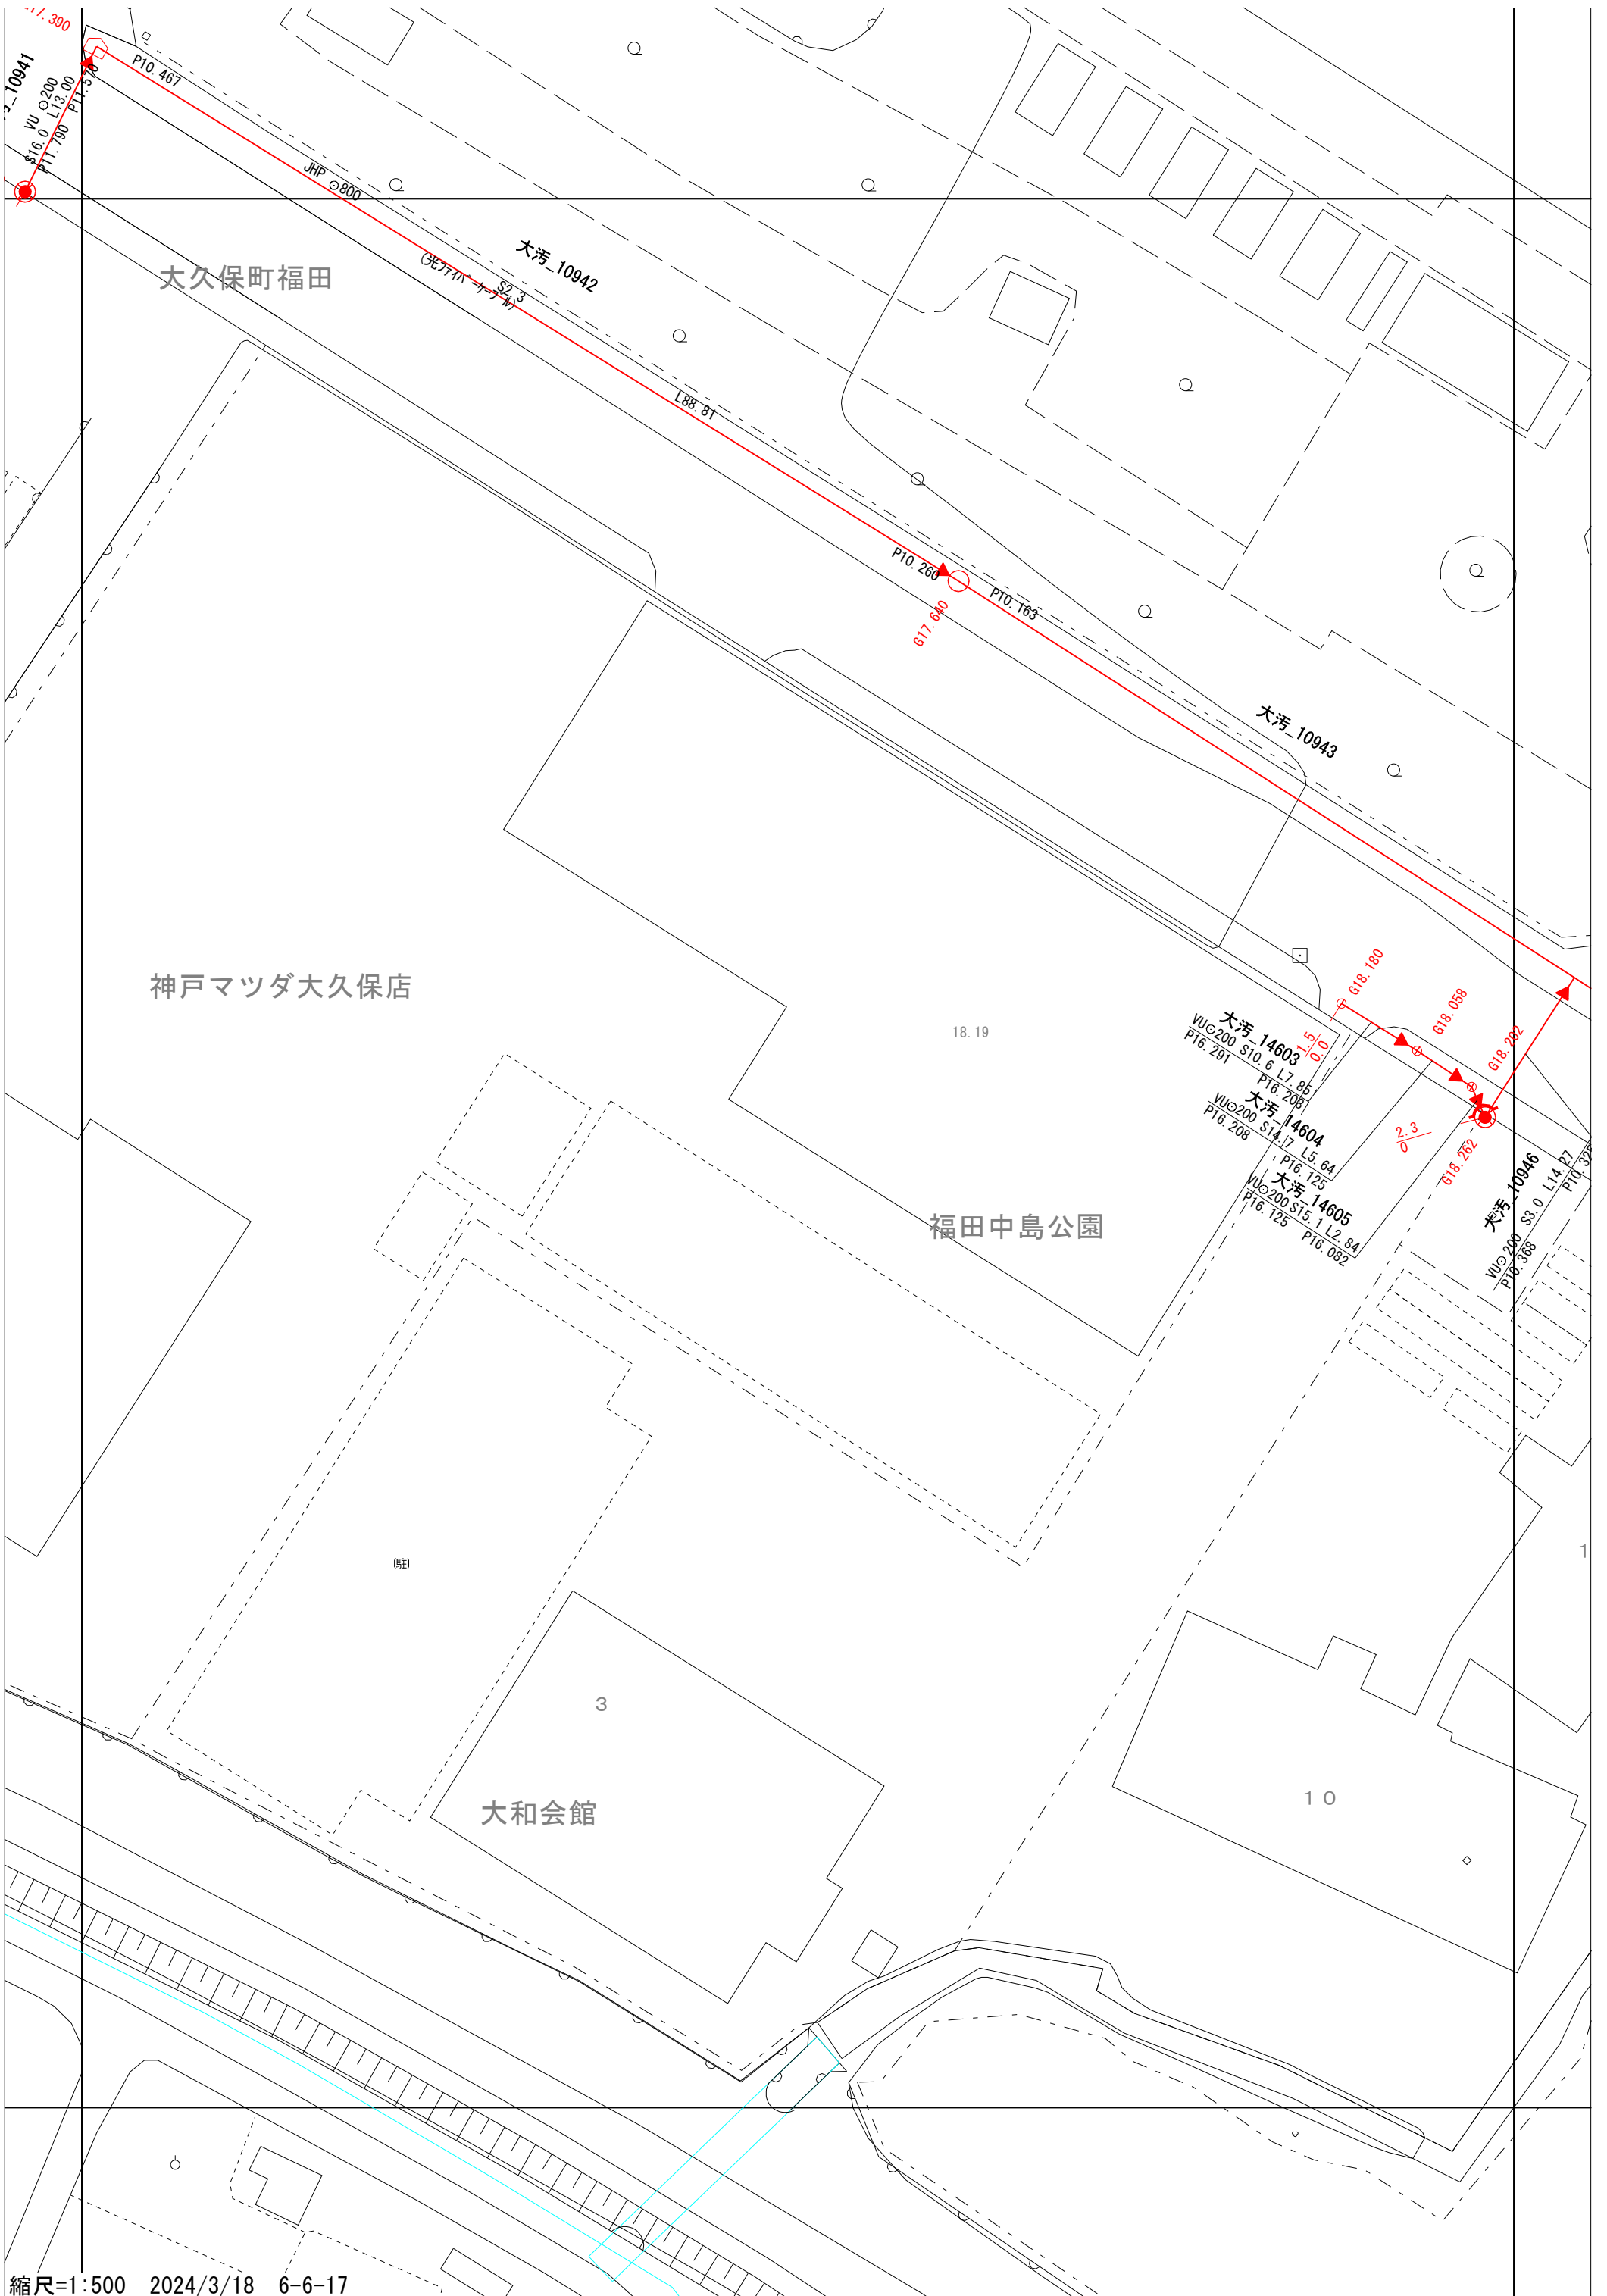 P10.467
_10941
VU ⊙200
S16.0 L13.00
P11.790 P11.570
JHP ⊙800
大汚_10942
大久保町福田
(光ファイバーケーブル)
S2.3
L88.81
P10.260
P10.163
G17.640
大汚_10943
神戸マツダ大久保店
18.19
G18.180
G18.058
G18.202
大汚_14603
VU⊙200 S10.6 L7.85
P16.291 P16.208
1.5
0.0
大汚_14604
VU⊙200 S14.7 L5.64
P16.208 P16.125
2.3
0
G18.262
大汚_14605
VU⊙200 S15.1 L2.84
P16.125 P16.082
大汚_10946
VU⊙200 S3.0 L14.27
P10.368
福田中島公園
(駐)
1
3
10
大和会館
縮尺=1:500 2024/3/18 6-6-17